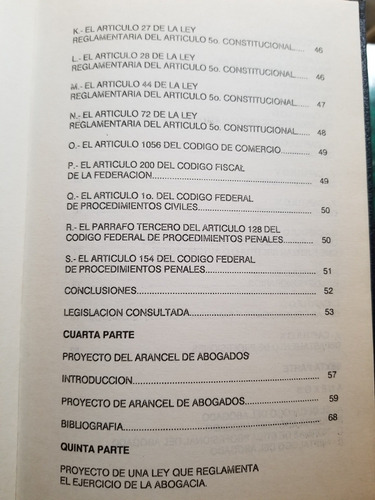 K.- EL ARTICULO 27 DE LA LEY
REGLAMENTARIA DEL ARTICULO 5o. CONSTITUCIONAL..... 46
L.- EL ARTICULO 28 DE LA LEY
REGLAMENTARIA DEL ARTICULO 5o. CONSTITUCIONAL..... 46
M.- EL ARTICULO 44 DE LA LEY
REGLAMENTARIA DEL ARTICULO 5o. CONSTITUCIONAL..... 47
N.- EL ARTICULO 72 DE LA LEY
REGLAMENTARIA DEL ARTICULO 5o. CONSTITUCIONAL..... 48
O.- EL ARTICULO 1056 DEL CODIGO DE COMERCIO........ 49
P.- EL ARTICULO 200 DEL CODIGO FISCAL
DE LA FEDERACION........ 49
Q.- EL ARTICULO 1o. DEL CODIGO FEDERAL
DE PROCEDIMIENTOS CIVILES........ 50
R.- EL PARRAFO TERCERO DEL ARTICULO 128 DEL
CODIGO FEDERAL DE PROCEDIMIENTOS PENALES........ 50
S.- EL ARTICULO 154 DEL CODIGO FEDERAL
DE PROCEDIMIENTOS PENALES........ 51
CONCLUSIONES........ 52
LEGISLACION CONSULTADA........ 53
CUARTA PARTE
PROYECTO DEL ARANCEL DE ABOGADOS
INTRODUCCION........ 57
PROYECTO DE ARANCEL DE ABOGADOS........ 59
BIBLIOGRAFIA........ 68
QUINTA PARTE
PROYECTO DE UNA LEY QUE REGLAMENTA
EL EJERCICIO DE LA ABOGACIA.